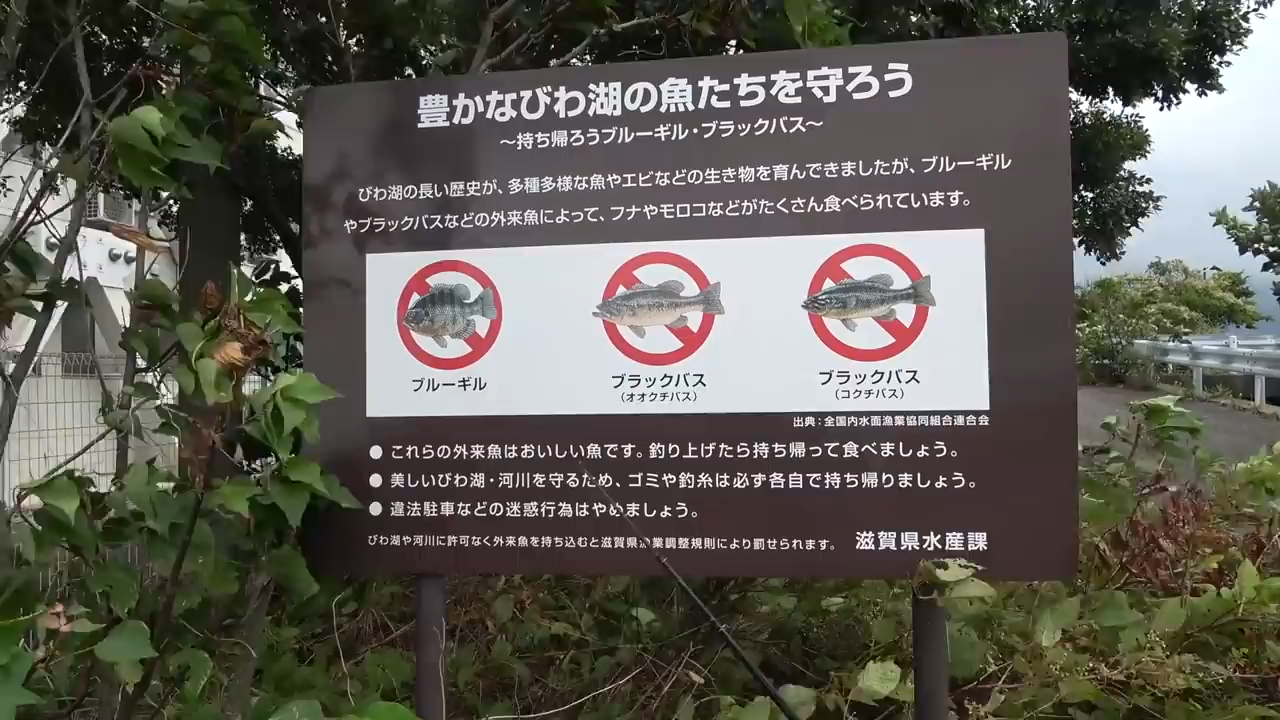 豊かなびわ湖の魚たちを守ろう
～持ち帰ろうブルーギル・ブラックバス～
びわ湖の長い歴史が、多種多様な魚やエビなどの生き物を育んできましたが、ブルーギル
やブラックバスなどの外来魚によって、フナやモロコなどがたくさん食べられています。
ブルーギル
ブラックバス
(オオクチバス)
ブラックバス
(コクチバス)
出典：全国内水面漁業協同組合連合会
● これらの外来魚はおいしい魚です。釣り上げたら持ち帰って食べましょう。
● 美しいびわ湖・河川を守るため、ゴミや釣糸は必ず各自で持ち帰りましょう。
● 違法駐車などの迷惑行為はやめましょう。
びわ湖や河川に許可なく外来魚を持ち込むと滋賀県漁業調整規則により罰せられます。 滋賀県水産課